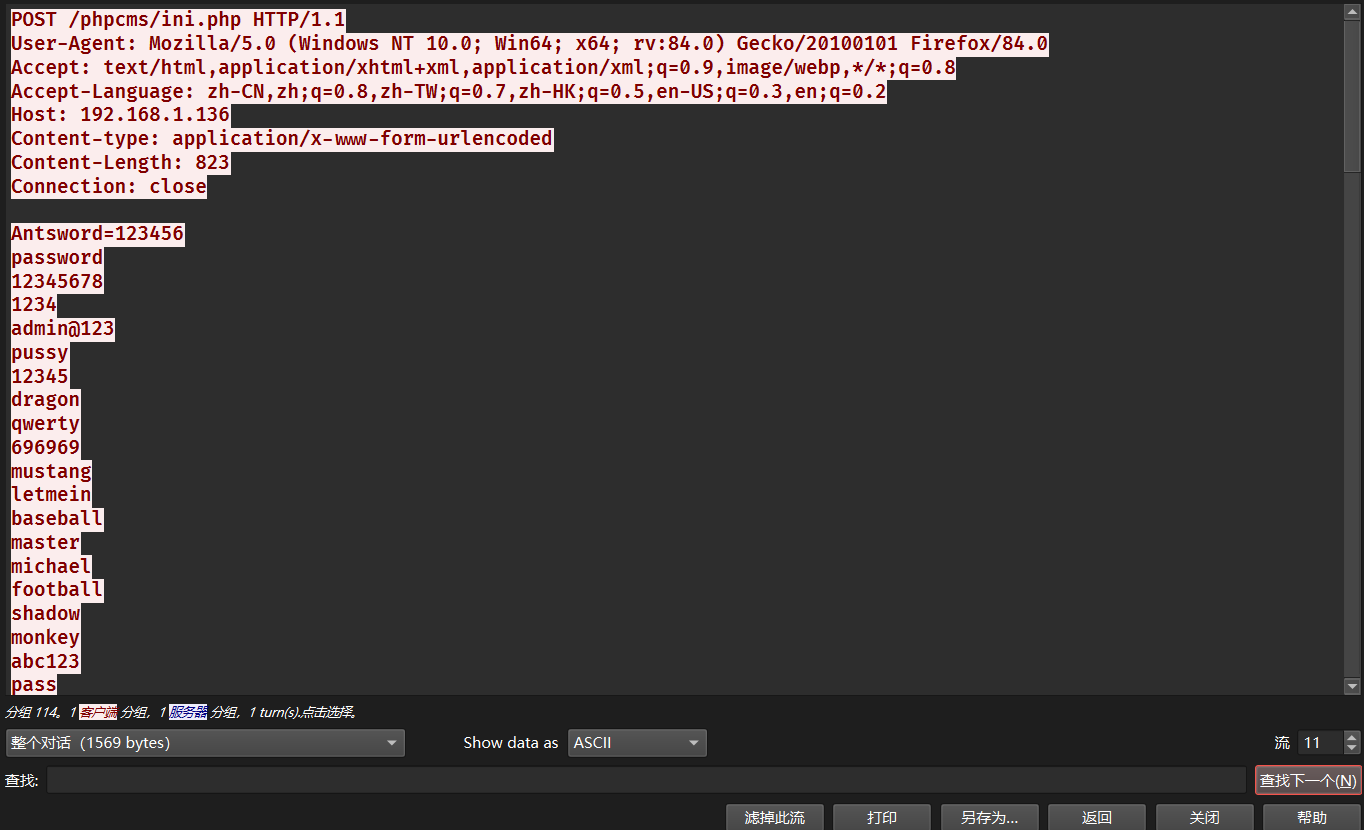 POST /phpcms/ini.php HTTP/1.1
User-Agent: Mozilla/5.0 (Windows NT 10.0; Win64; x64; rv:84.0) Gecko/20100101 Firefox/84.0
Accept: text/html,application/xhtml+xml,application/xml;q=0.9,image/webp,*/*;q=0.8
Accept-Language: zh-CN,zh;q=0.8,zh-TW;q=0.7,zh-HK;q=0.5,en-US;q=0.3,en;q=0.2
Host: 192.168.1.136
Content-type: application/x-www-form-urlencoded
Content-Length: 823
Connection: close

Antsword=123456
password
12345678
1234
admin@123
pussy
12345
dragon
qwerty
696969
mustang
letmein
baseball
master
michael
football
shadow
monkey
abc123
pass
分组 114。1 客户端 分组，1 服务器 分组，1 turn(s).点击选择。
整个对话（1569 bytes） Show data as ASCII 流 11
查找: 查找下一个(N)
滤掉此流 打印 另存为... 返回 关闭 帮助